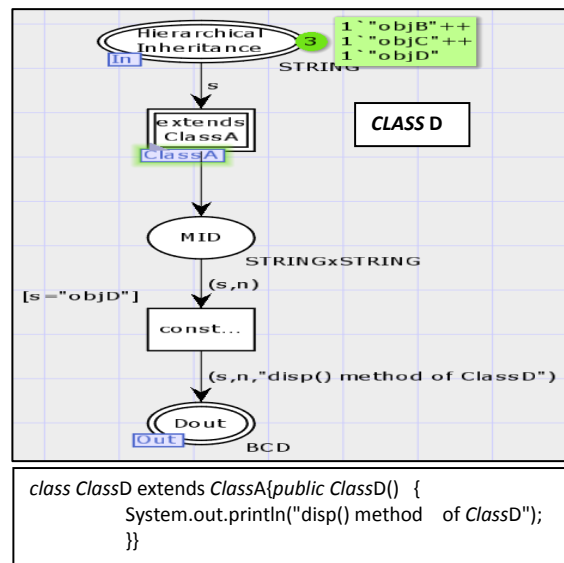 Hierarchical
Inheritance
In
3
1`"objB"++
1`"objC"++
1`"objD"
STRING
s
extends
ClassA
ClassA
CLASS D
MID
STRINGxSTRING
(s,n)
[s="objD"]
const...
(s,n,"disp() method of ClassD")
Dout
Out
BCD
class ClassD extends ClassA{public ClassD() {
System.out.println("disp() method of ClassD");
}}